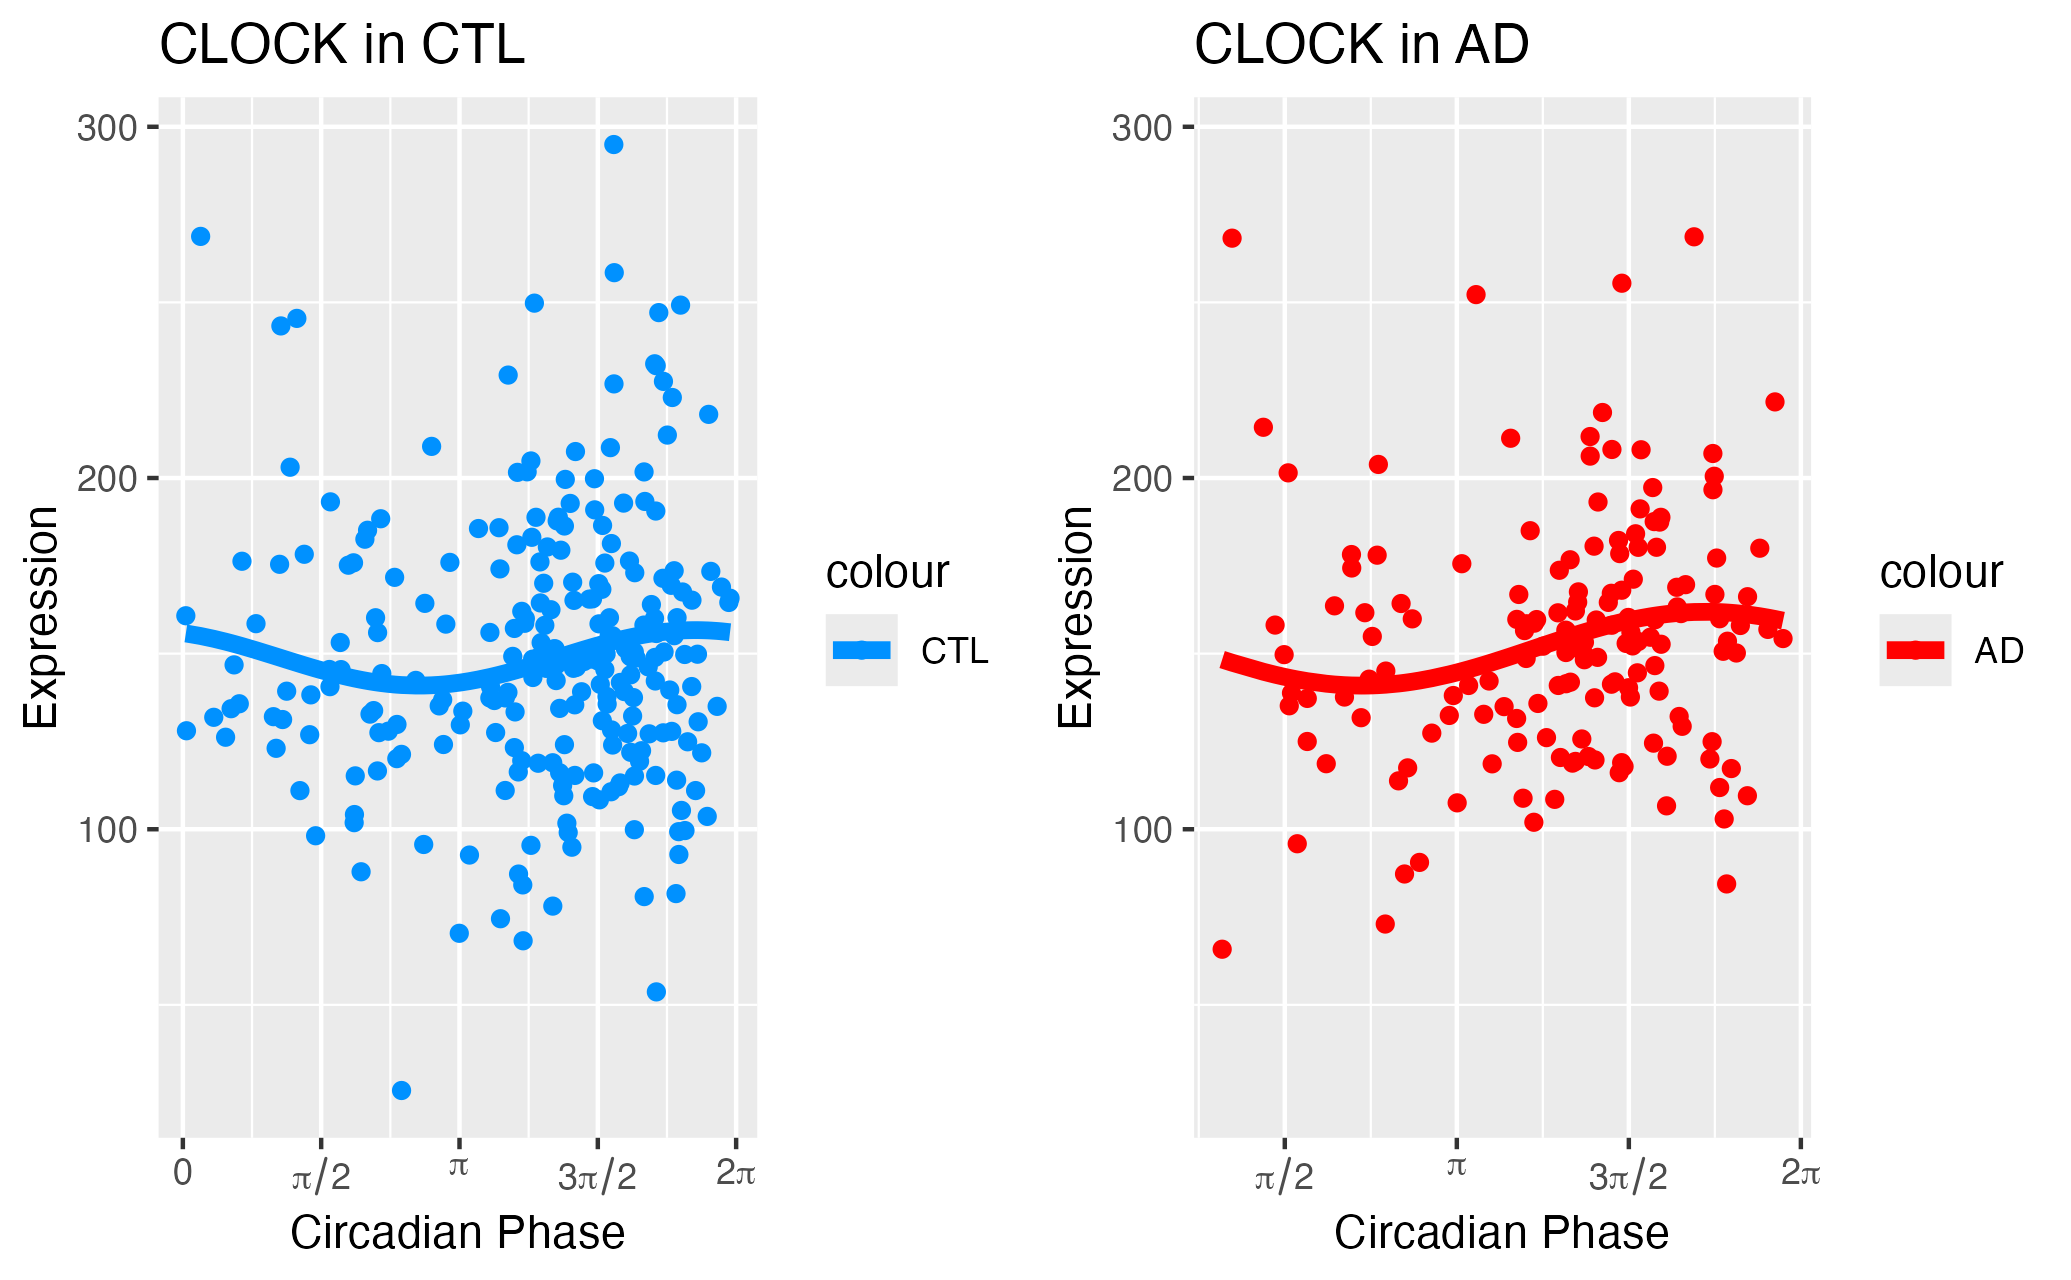 CLOCK in CTL
300
200
100
Expression
0
π/2
π
3π/2
2π
Circadian Phase
colour
CTL
CLOCK in AD
300
200
100
Expression
π/2
π
3π/2
2π
Circadian Phase
colour
AD